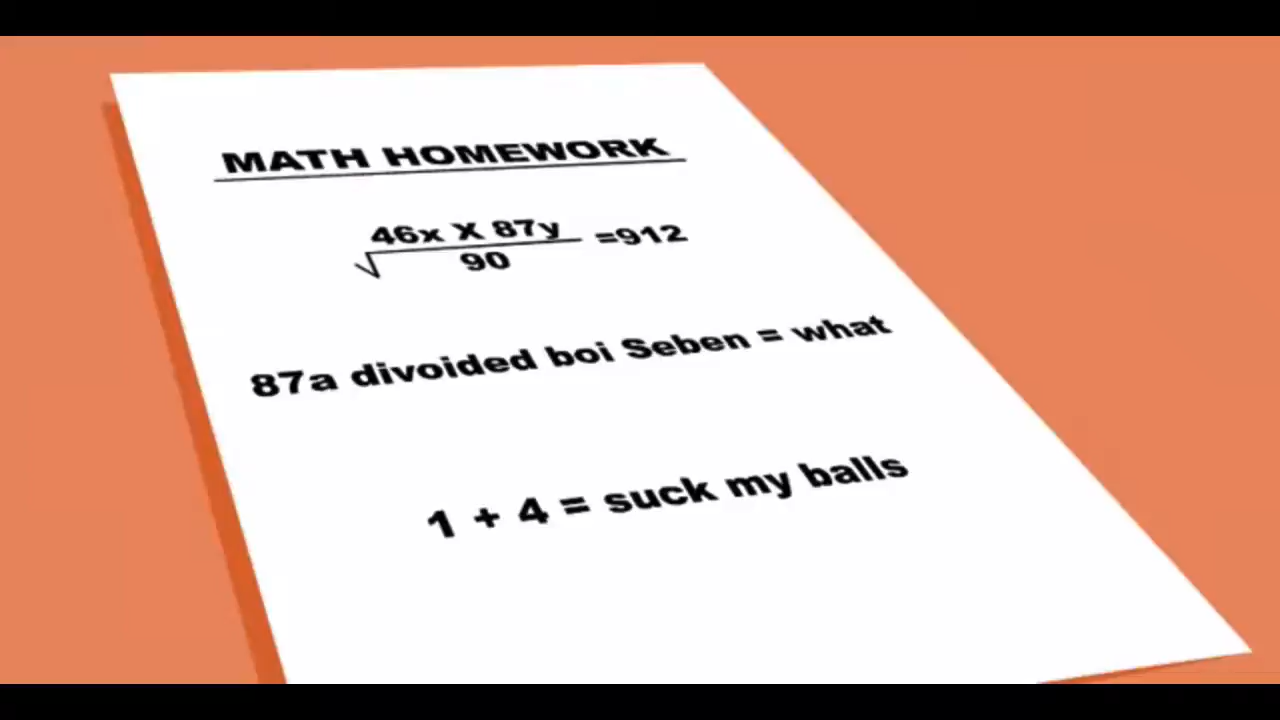 MATH HOMEWORK
46x X 87y
√90 =912
87a divoided boi Seben = what
1 + 4 = suck my balls